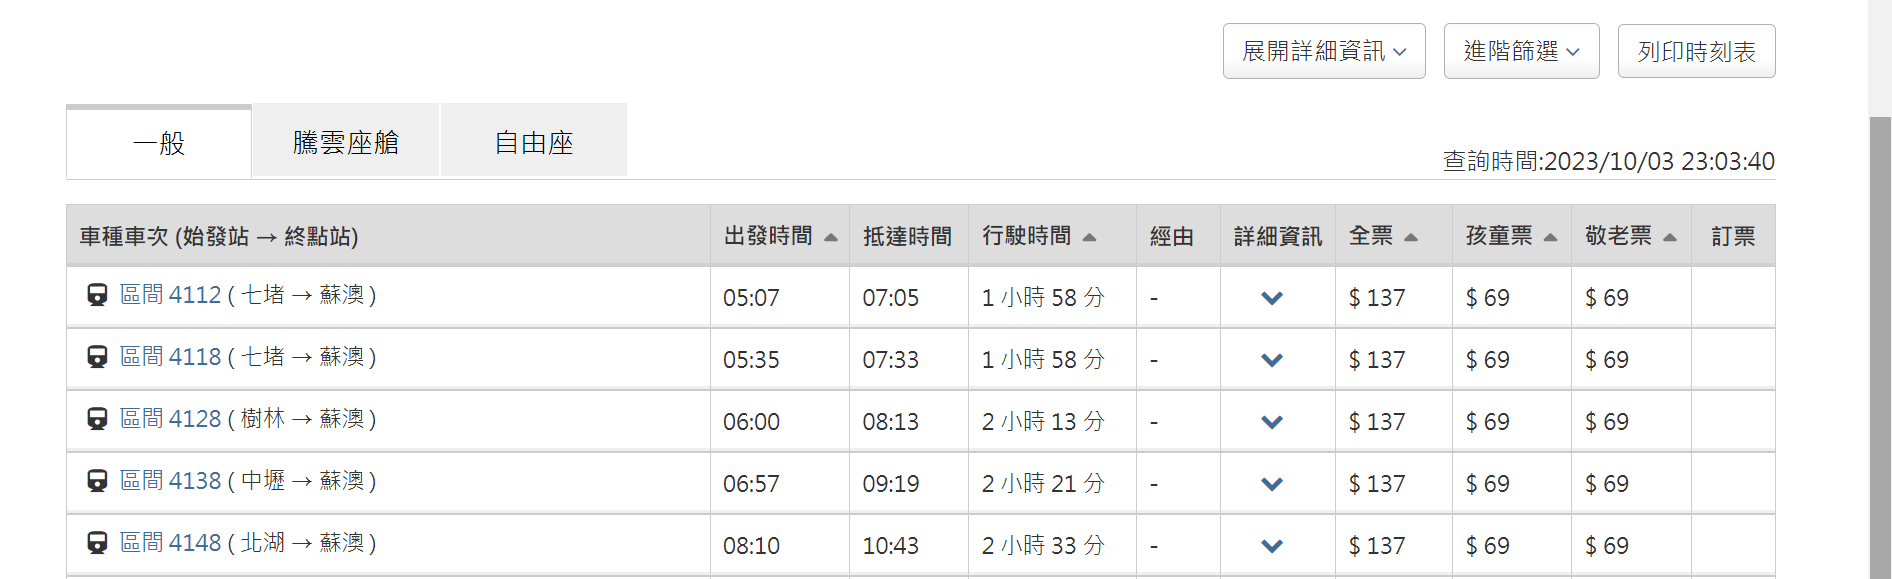 展開詳細資訊 進階篩選 列印時刻表
一般 騰雲座艙 自由座
查詢時間:2023/10/03 23:03:40
車種車次 (始發站 → 終點站) 出發時間 抵達時間 行駛時間 經由 詳細資訊 全票 孩童票 敬老票 訂票
區間 4112 ( 七堵 → 蘇澳 ) 05:07 07:05 1 小時 58 分 - $ 137 $ 69 $ 69
區間 4118 ( 七堵 → 蘇澳 ) 05:35 07:33 1 小時 58 分 - $ 137 $ 69 $ 69
區間 4128 ( 樹林 → 蘇澳 ) 06:00 08:13 2 小時 13 分 - $ 137 $ 69 $ 69
區間 4138 ( 中壢 → 蘇澳 ) 06:57 09:19 2 小時 21 分 - $ 137 $ 69 $ 69
區間 4148 ( 北湖 → 蘇澳 ) 08:10 10:43 2 小時 33 分 - $ 137 $ 69 $ 69